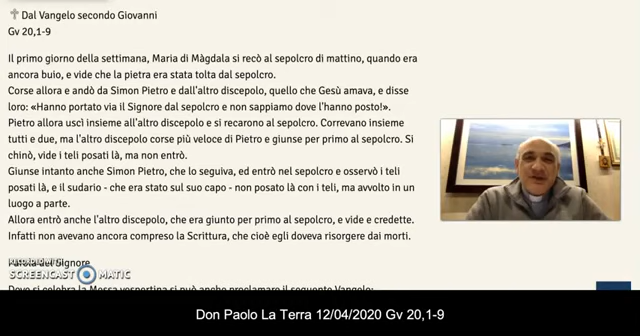 Dal Vangelo secondo Giovanni
Gv 20,1-9
Il primo giorno della settimana, Maria di Màgdala si recò al sepolcro di mattino, quando era
ancora buio, e vide che la pietra era stata tolta dal sepolcro.
Corse allora e andò da Simon Pietro e dall'altro discepolo, quello che Gesù amava, e disse
loro: «Hanno portato via il Signore dal sepolcro e non sappiamo dove l'hanno posto!».
Pietro allora uscì insieme all'altro discepolo e si recarono al sepolcro. Correvano insieme
tutti e due, ma l'altro discepolo corse più veloce di Pietro e giunse per primo al sepolcro. Si
chinò, vide i teli posati là, ma non entrò.
Giunse intanto anche Simon Pietro, che lo seguiva, ed entrò nel sepolcro e osservò i teli
posati là, e il sudario - che era stato sul suo capo - non posato là con i teli, ma avvolto in un
luogo a parte.
Allora entrò anche l'altro discepolo, che era giunto per primo al sepolcro, e vide e credette.
Infatti non avevano ancora compreso la Scrittura, che cioè egli doveva risorgere dai morti.
Parola del Signore
SCREENCAST MATIC
Dove si celebra la Messa vespertina si può anche proclamare il seguente Vangelo:
Don Paolo La Terra 12/04/2020 Gv 20,1-9